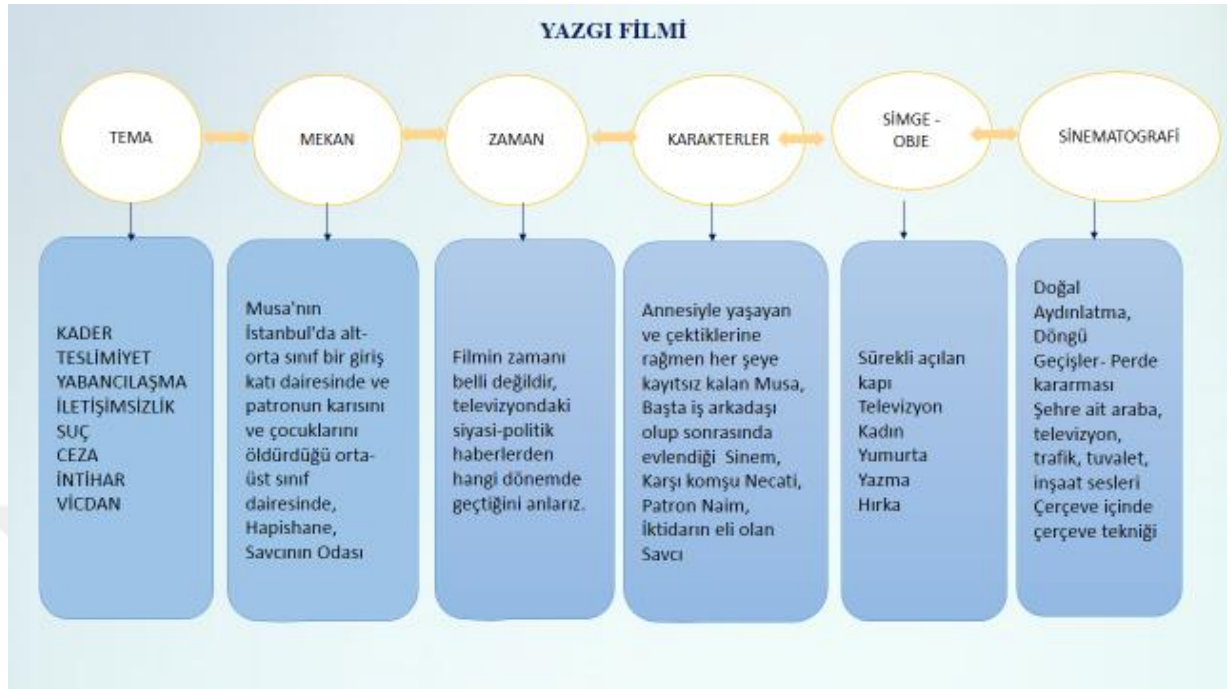 YAZGI FİLMİ
TEMA
MEKAN
ZAMAN
KARAKTERLER
SİMGE -
OBJE
SİNEMATOGRAFİ
KADER
TESLİMİYET
YABANCILAŞMA
İLETİŞİMSİZLİK
SUÇ
CEZA
İNTİHAR
VİCDAN
Musa'nın
İstanbul'da alt-
orta sınıf bir giriş
katı dairesinde ve
patronun karısını
ve çocuklarını
öldürdüğü orta-
üst sınıf
dairesinde,
Hapishane,
Savcının Odası
Filmin zamanı
belli değildir,
televizyondaki
siyasi-politik
haberlerden
hangi dönemde
geçtiğini anlarız.
Annesiyle yaşayan
ve çektiklerine
rağmen her şeye
kayıtsız kalan Musa,
Başta iş arkadaşı
olup sonrasında
evlendiği Sinem,
Karşı komşu Necati,
Patron Naim,
İktidarın eli olan
Savcı
Sürekli açılan
kapı
Televizyon
Kadın
Yumurta
Yazma
Hırka
Doğal
Aydınlatma,
Döngü
Geçişler- Perde
kararması
Şehre ait araba,
televizyon,
trafik, tuvalet,
inşaat sesleri
Çerçeve içinde
çerçeve tekniği